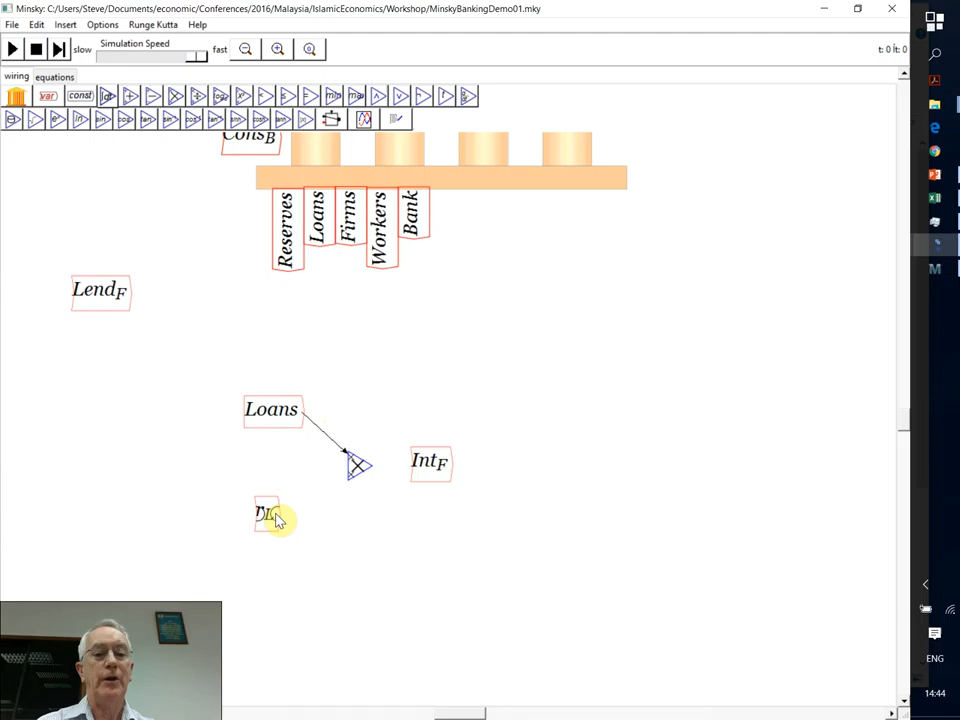 Minsky: C:/Users/Steve/Documents/economic/Conferences/2016/Malaysia/IslamicEconomics/Workshop/MinskyBankingDemo01.mky
File Edit Insert Options Runge Kutta Help
slow Simulation Speed fast
t: 0 Δt: 0
wiring equations
var const
ConsB
Reserves Loans Firms Workers Bank
LendF
Loans
IntF
ENG
14:44